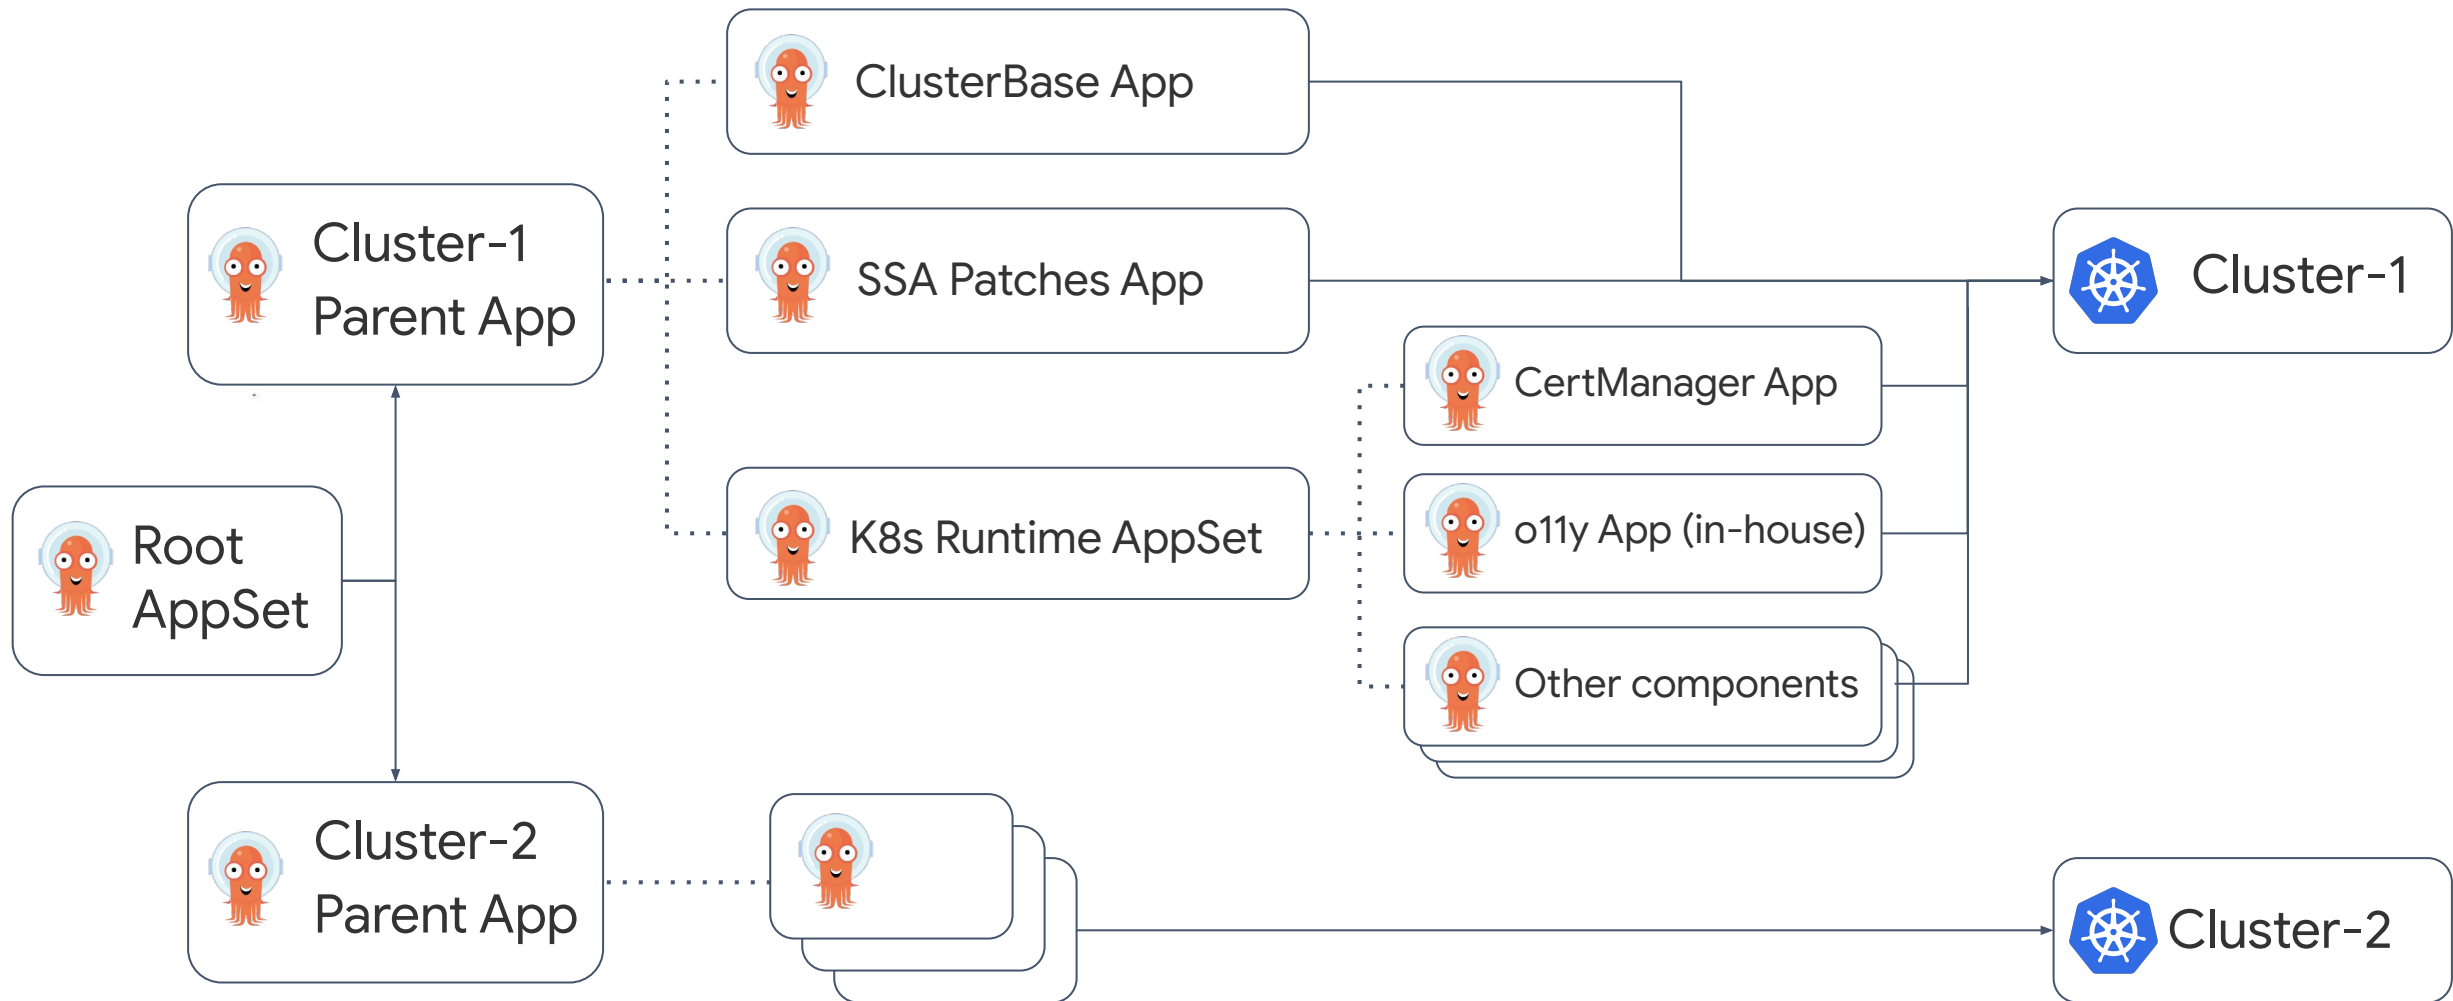 ClusterBase App
Cluster-1
Parent App
SSA Patches App
Cluster-1
CertManager App
Root
AppSet
K8s Runtime AppSet
o11y App (in-house)
Other components
Cluster-2
Parent App
Cluster-2